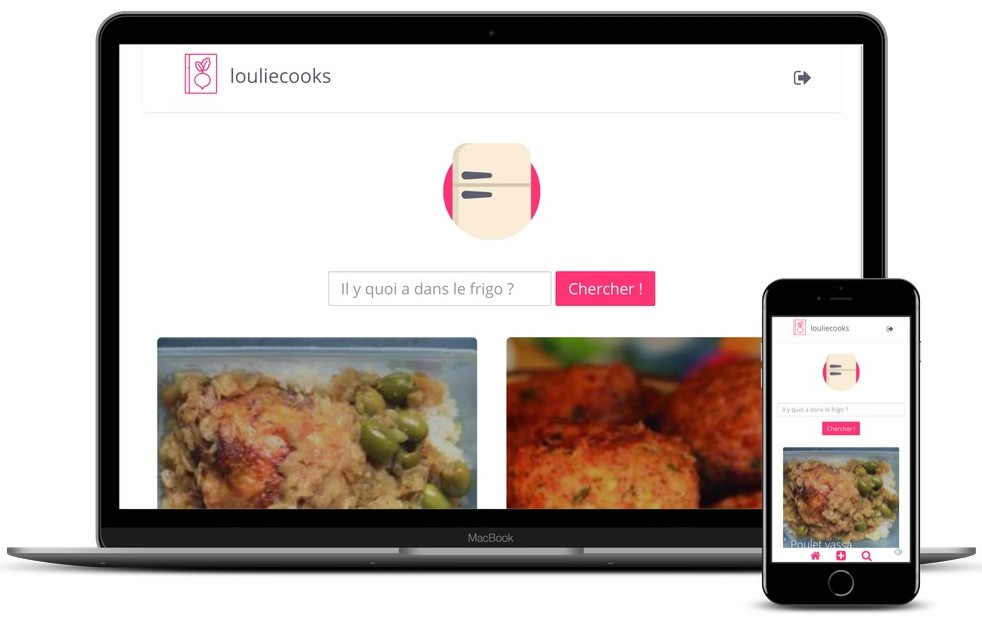 louliecooks
Il y quoi a dans le frigo ?
Chercher !
MacBook
louliecooks
Il y quoi a dans le frigo ?
Chercher !
Poulet yassa